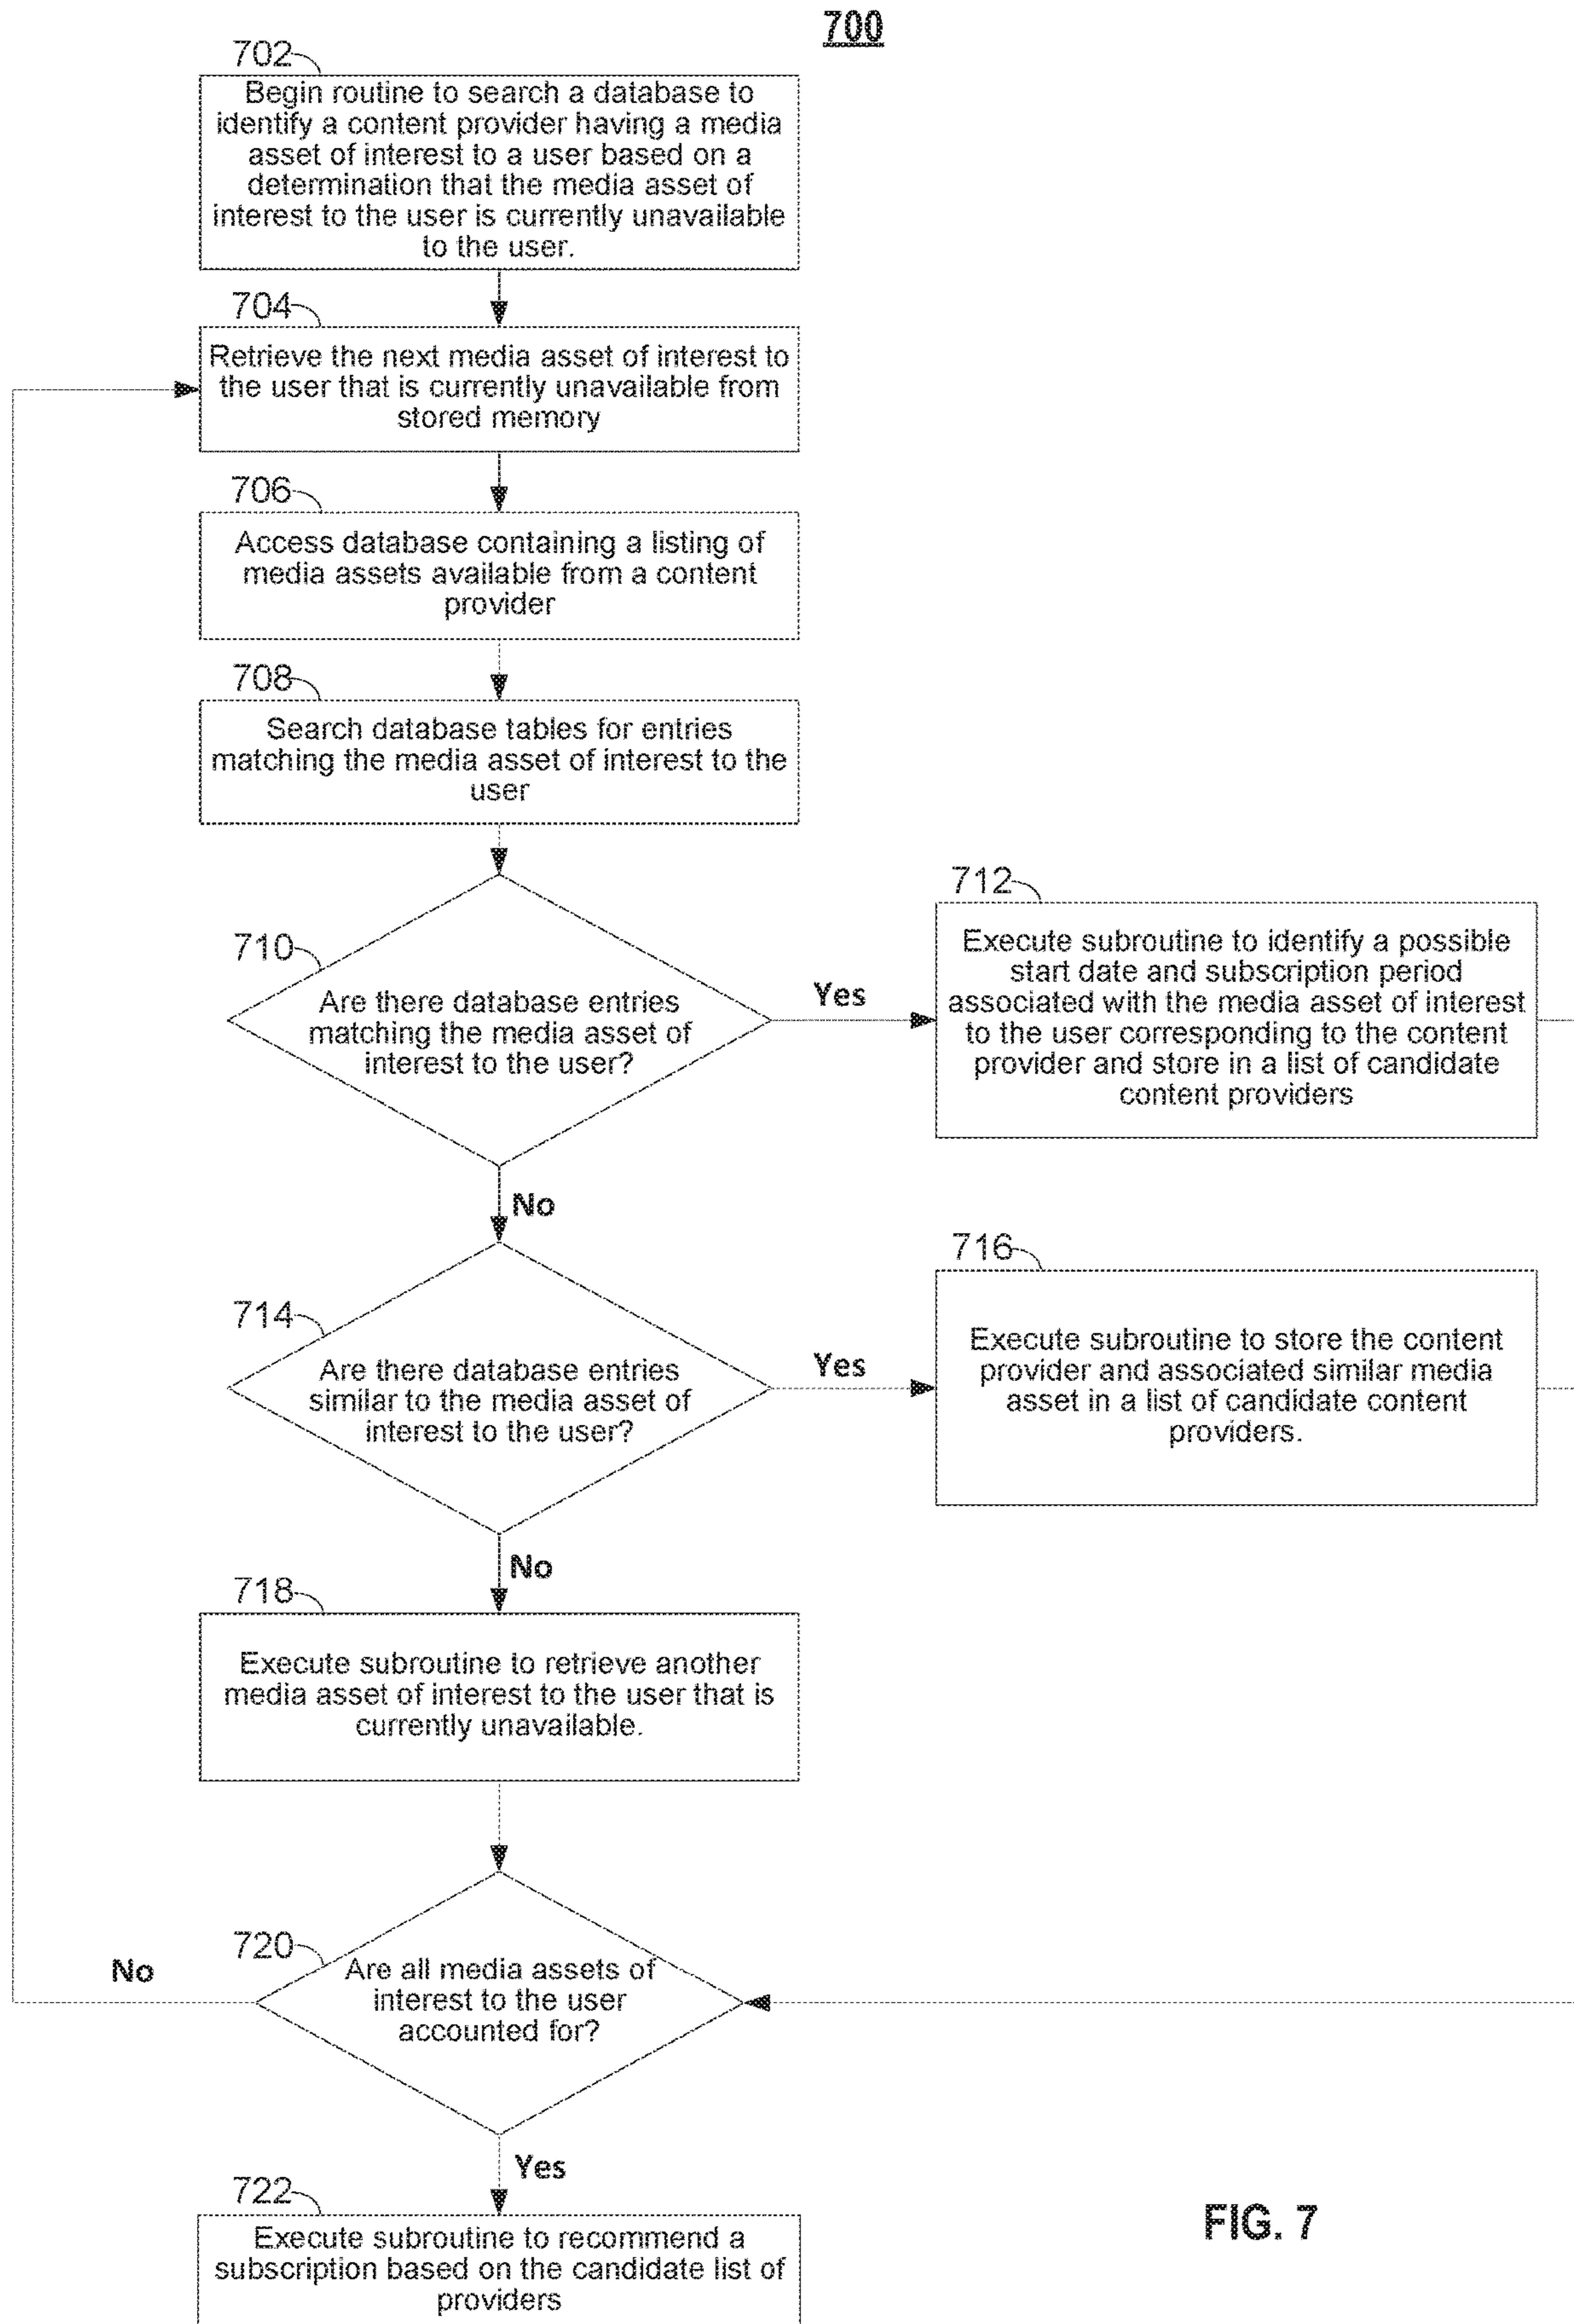 700
702
Begin routine to search a database to
identify a content provider having a media
asset of interest to a user based on a
determination that the media asset of
interest to the user is currently unavailable
to the user.
704
Retrieve the next media asset of interest to
the user that is currently unavailable from
stored memory
706
Access database containing a listing of
media assets available from a content
provider
708
Search database tables for entries
matching the media asset of interest to the
user
710
Are there database entries
matching the media asset of
interest to the user?
Yes
712
Execute subroutine to identify a possible
start date and subscription period
associated with the media asset of interest
to the user corresponding to the content
provider and store in a list of candidate
content providers
No
714
Are there database entries
similar to the media asset of
interest to the user?
Yes
716
Execute subroutine to store the content
provider and associated similar media
asset in a list of candidate content
providers.
No
718
Execute subroutine to retrieve another
media asset of interest to the user that is
currently unavailable.
720
Are all media assets of
interest to the user
accounted for?
No
Yes
722
Execute subroutine to recommend a
subscription based on the candidate list of
providers
FIG. 7